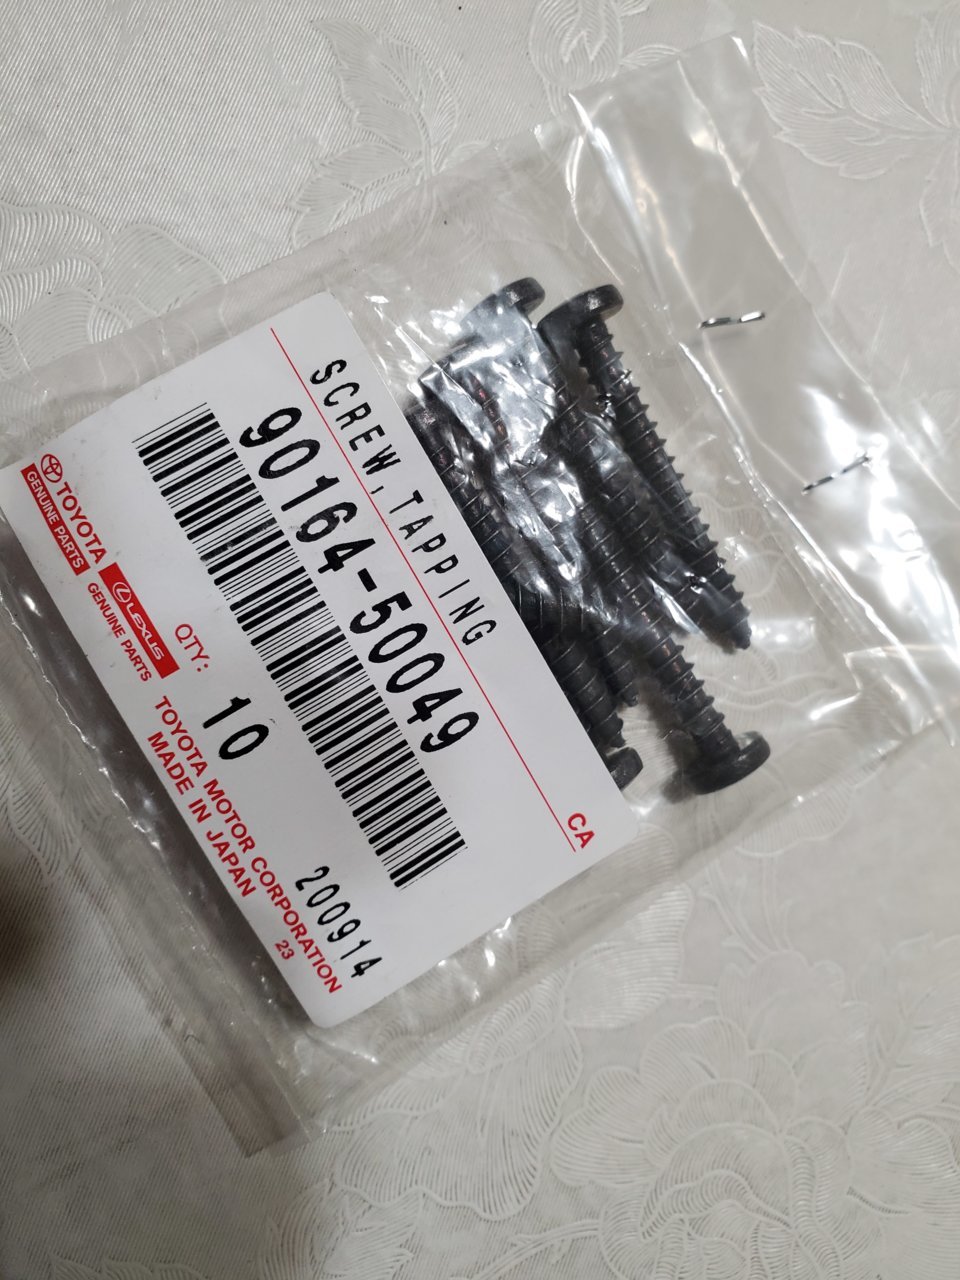 SCREW, TAPPING
CA
90164-50049
QTY:
10
200914
TOYOTA
GENUINE PARTS
LEXUS
GENUINE PARTS
TOYOTA MOTOR CORPORATION
MADE IN JAPAN
23